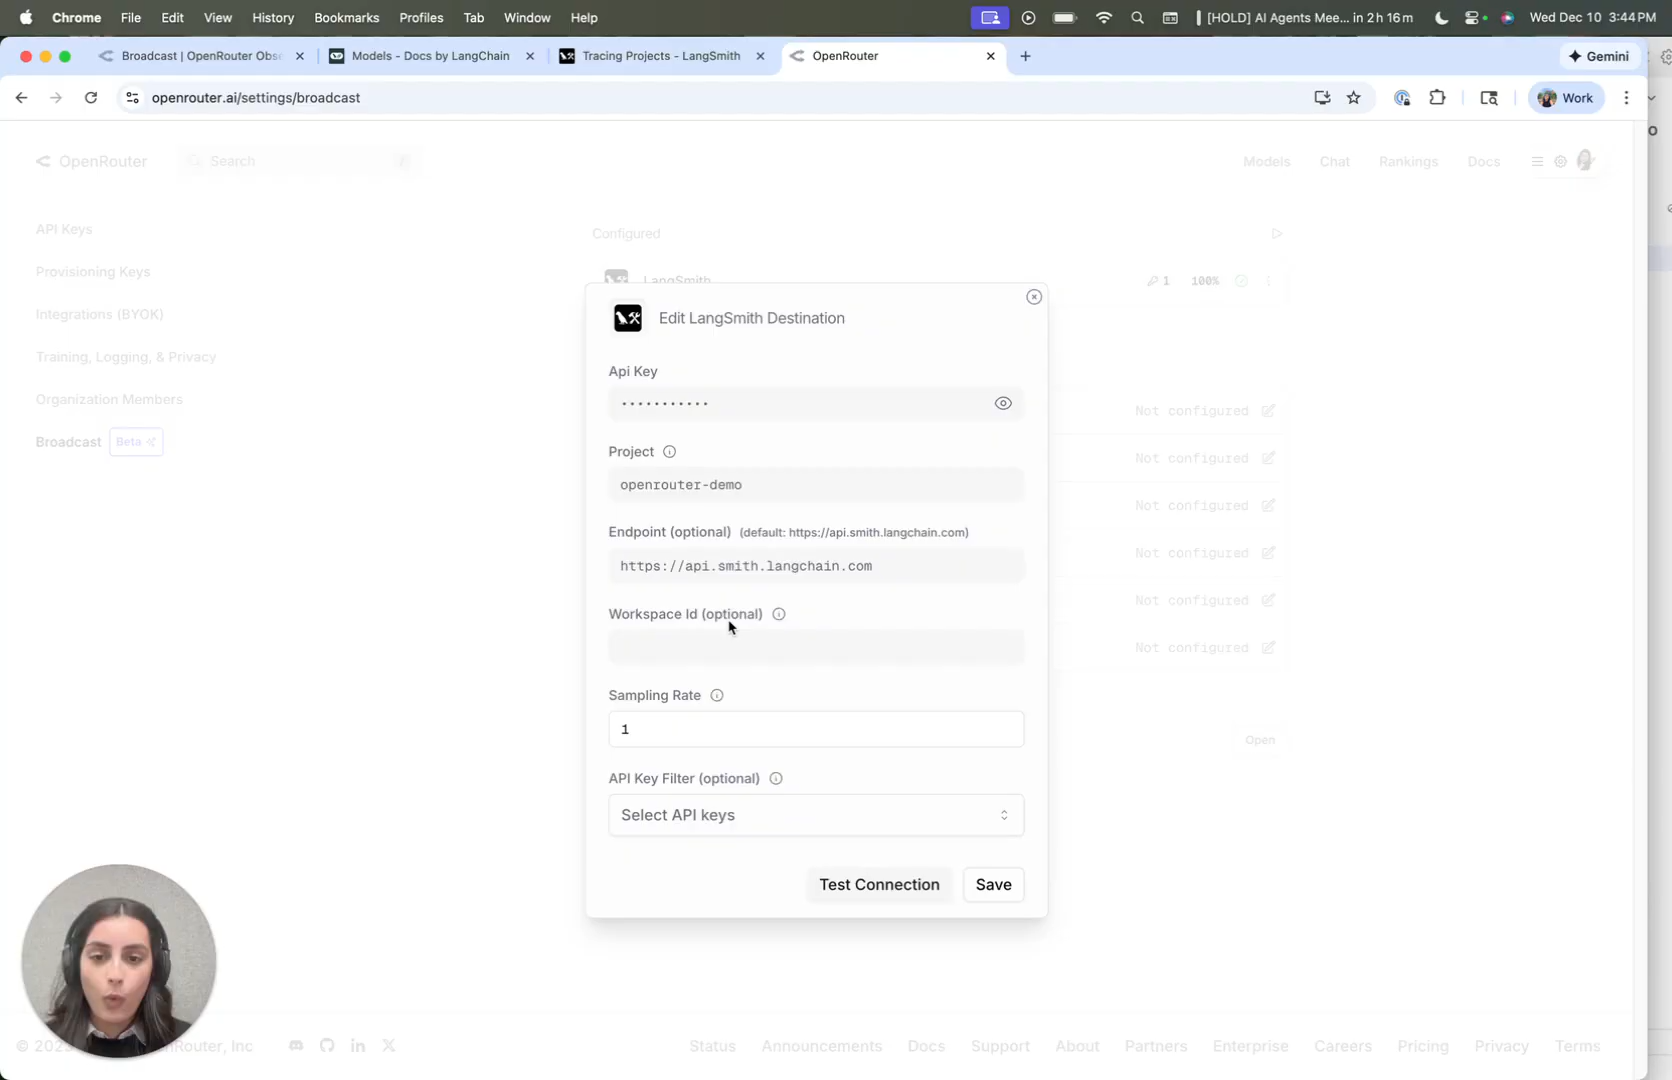 Chrome File Edit View History Bookmarks Profiles Tab Window Help
[HOLD] AI Agents Mee... in 2 h 16 m
Wed Dec 10 3:44 PM
Broadcast | OpenRouter Obse
Models - Docs by LangChain
Tracing Projects - LangSmith
OpenRouter
Gemini
openrouter.ai/settings/broadcast
Work
OpenRouter
Search
Models
Chat
Rankings
Docs
API Keys
Provisioning Keys
Integrations (BYOK)
Training, Logging, & Privacy
Organization Members
Broadcast
Beta
Configured
LangSmith
1
100%
Edit LangSmith Destination
Api Key
Project
openrouter-demo
Endpoint (optional) (default: https://api.smith.langchain.com)
https://api.smith.langchain.com
Workspace Id (optional)
Sampling Rate
1
API Key Filter (optional)
Select API keys
Test Connection
Save
Not configured
Not configured
Not configured
Not configured
Not configured
Not configured
Open
Router, Inc
Status
Announcements
Docs
Support
About
Partners
Enterprise
Careers
Pricing
Privacy
Terms